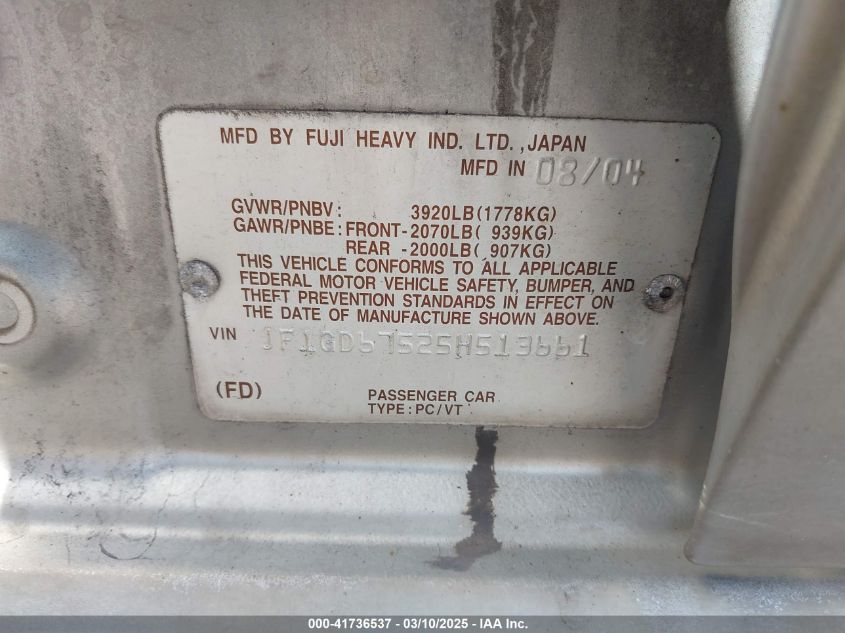 MFD BY FUJI HEAVY IND. LTD.,JAPAN
MFD IN 08/04
GVWR/PNBV: 3920LB(1778KG)
GAWR/PNBE: FRONT-2070LB( 939KG)
REAR -2000LB( 907KG)
THIS VEHICLE CONFORMS TO ALL APPLICABLE
FEDERAL MOTOR VEHICLE SAFETY, BUMPER, AND
THEFT PREVENTION STANDARDS IN EFFECT ON
THE DATE OF MANUFACTURE SHOWN ABOVE.
VIN JF1GD67525H513661
(FD) PASSENGER CAR
TYPE:PC/VT
000-41736537 - 03/10/2025 - IAA Inc.